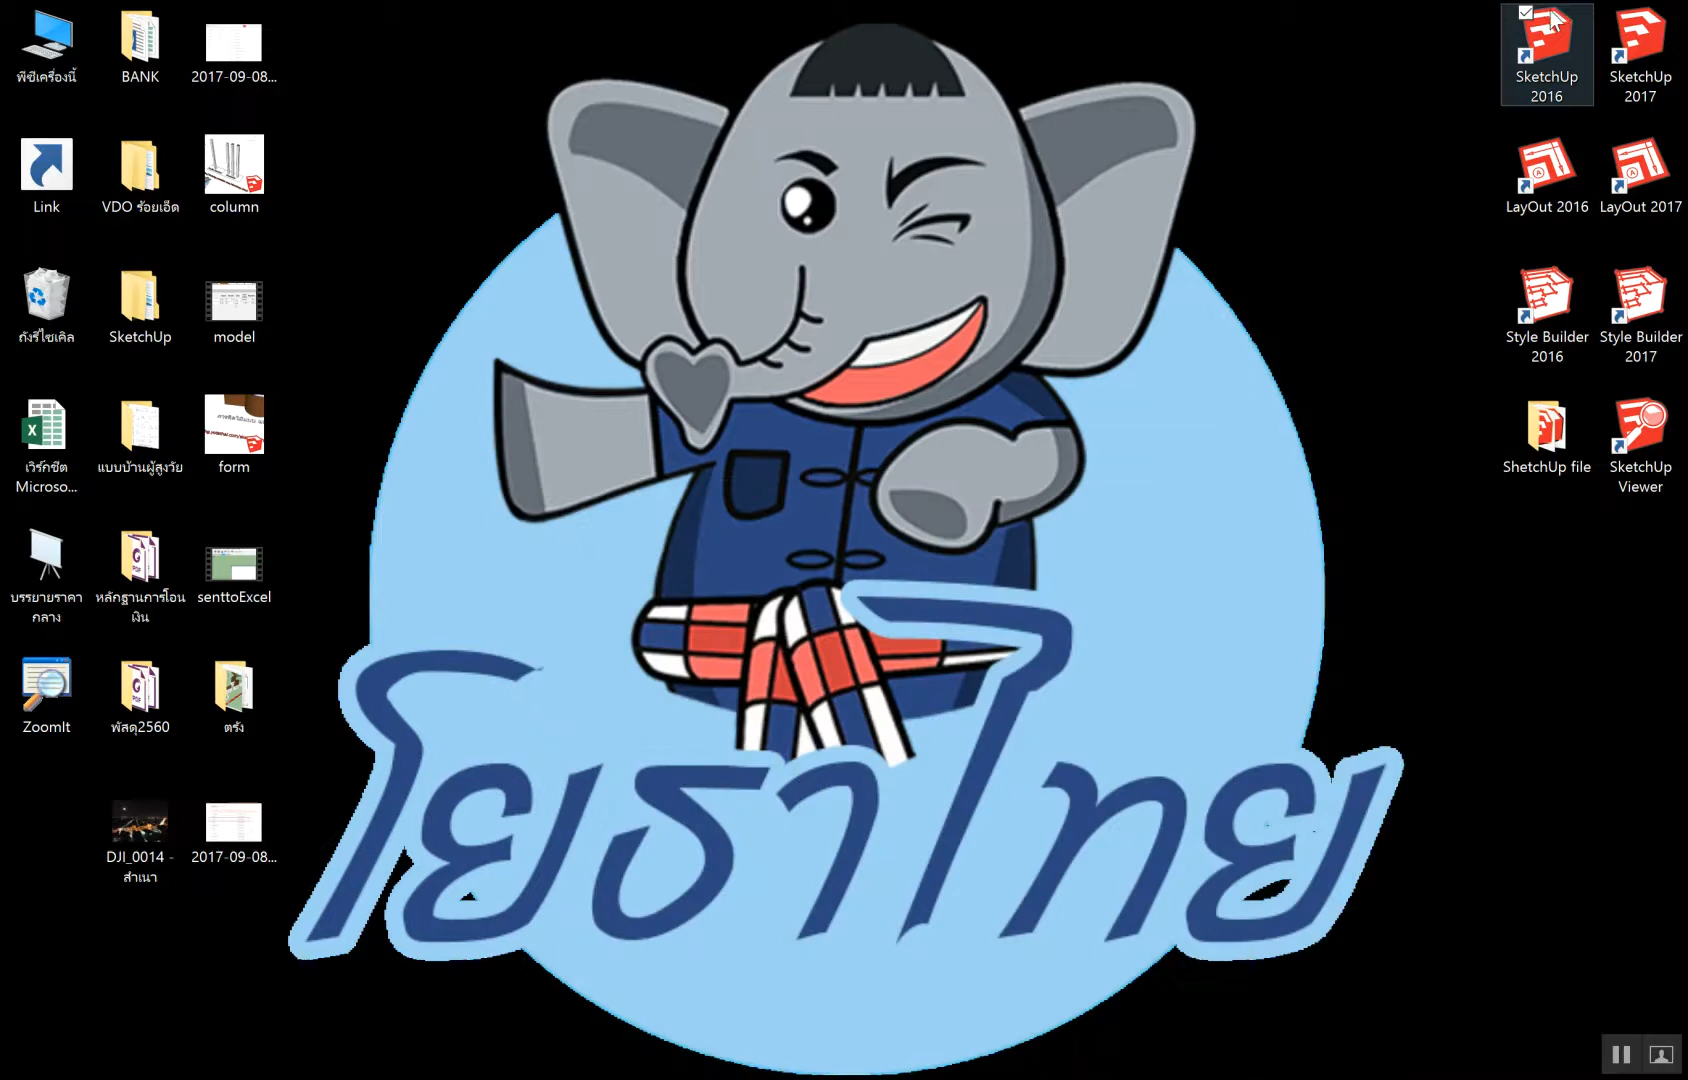 พีซีเครื่องนี้
BANK
2017-09-08...
Link
VDO ร้อยเอ็ด
column
ถังรีไซเคิล
SketchUp
model
เวิร์กชีต
Microso...
แบบบ้านผู้สูงวัย
form
บรรยายราคา
กลาง
หลักฐานการโอน
เงิน
senttoExcel
ZoomIt
พัสดุ2560
ตรัง
DJI_0014 -
สำเนา
2017-09-08...
โยธาไทย
SketchUp
2016
SketchUp
2017
LayOut 2016
LayOut 2017
Style Builder
2016
Style Builder
2017
ShetchUp file
SketchUp
Viewer